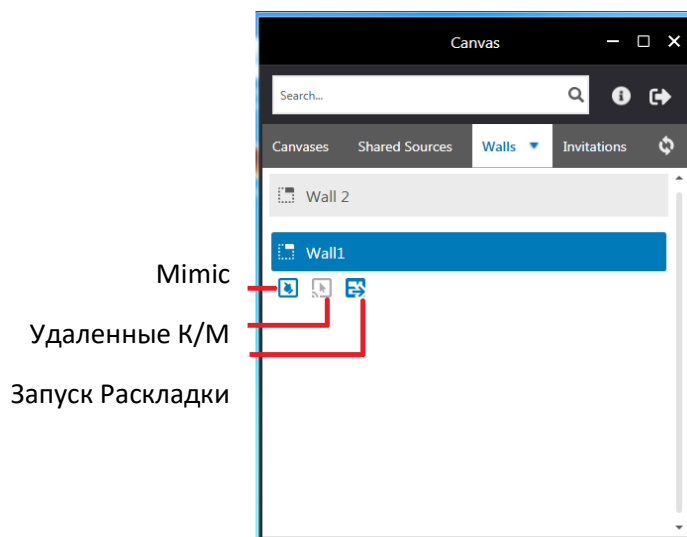 Canvas
Search...
Canvases Shared Sources Walls Invitations
Wall 2
Wall1
Mimic
Удаленные К/М
Запуск Раскладки